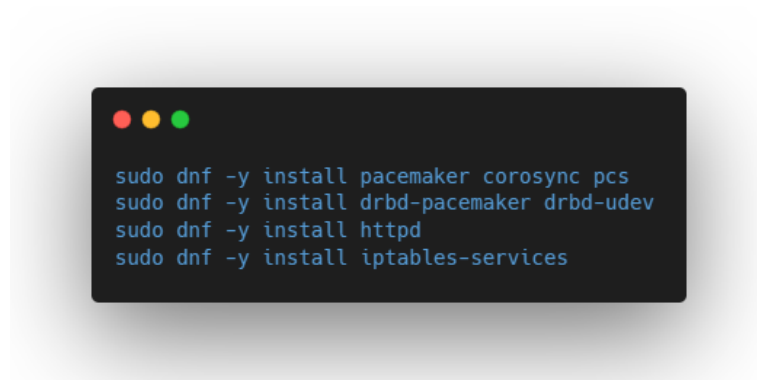 sudo dnf -y install pacemaker corosync pcs
sudo dnf -y install drbd-pacemaker drbd-udev
sudo dnf -y install httpd
sudo dnf -y install iptables-services